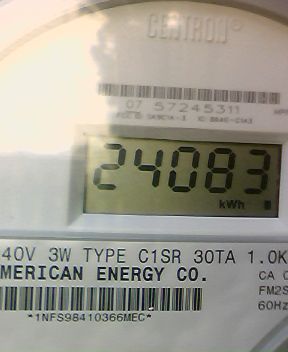 CENTRON®
07 57245311
24083
kWh
40V 3W TYPE C1SR 30TA 1.0K
MERICAN ENERGY CO.
CA
FM2S
60Hz
*1NFS98410366MEC*